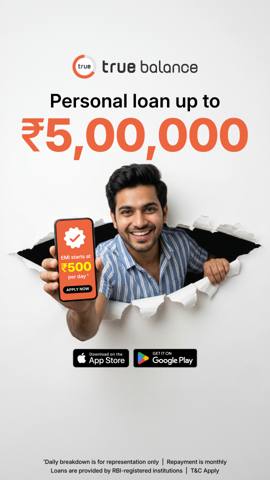 true
true balance
Personal loan up to
₹5,00,000
EMI starts at
₹500
per day *
APPLY NOW
Download on the
App Store
GET IT ON
Google Play
*Daily breakdown is for representation only | Repayment is monthly
Loans are provided by RBI-registered institutions | T&C Apply